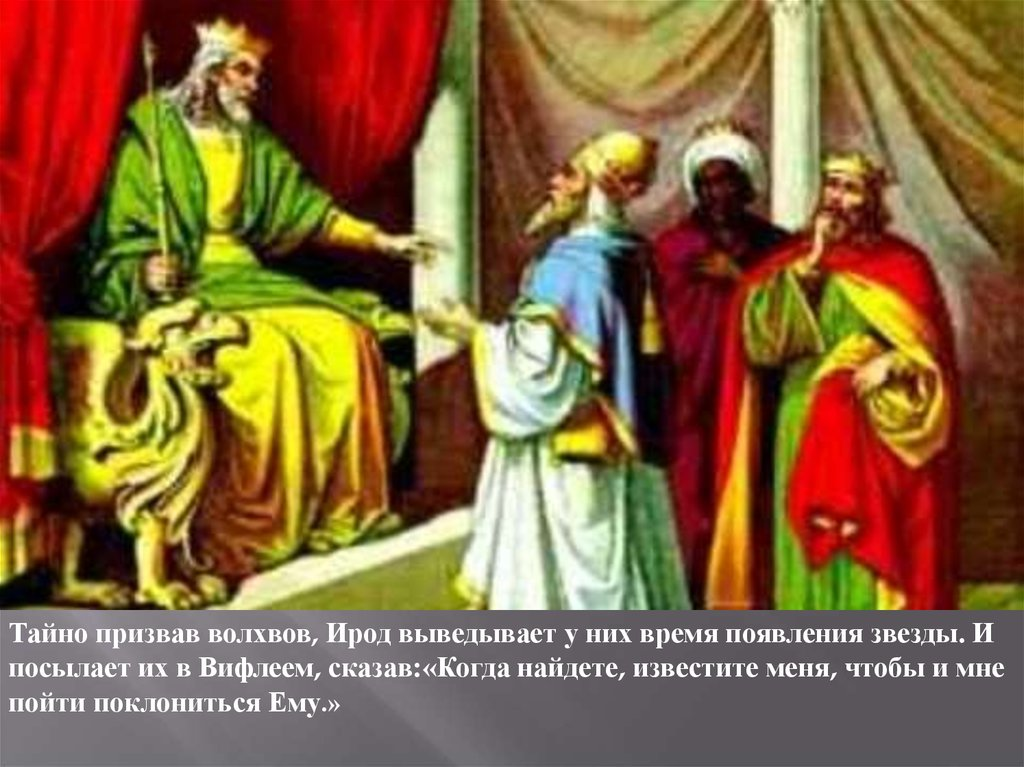 Тайно призвав волхвов, Ирод выведывает у них время появления звезды. И
посылает их в Вифлеем, сказав:«Когда найдете, известите меня, чтобы и мне
пойти поклониться Ему.»